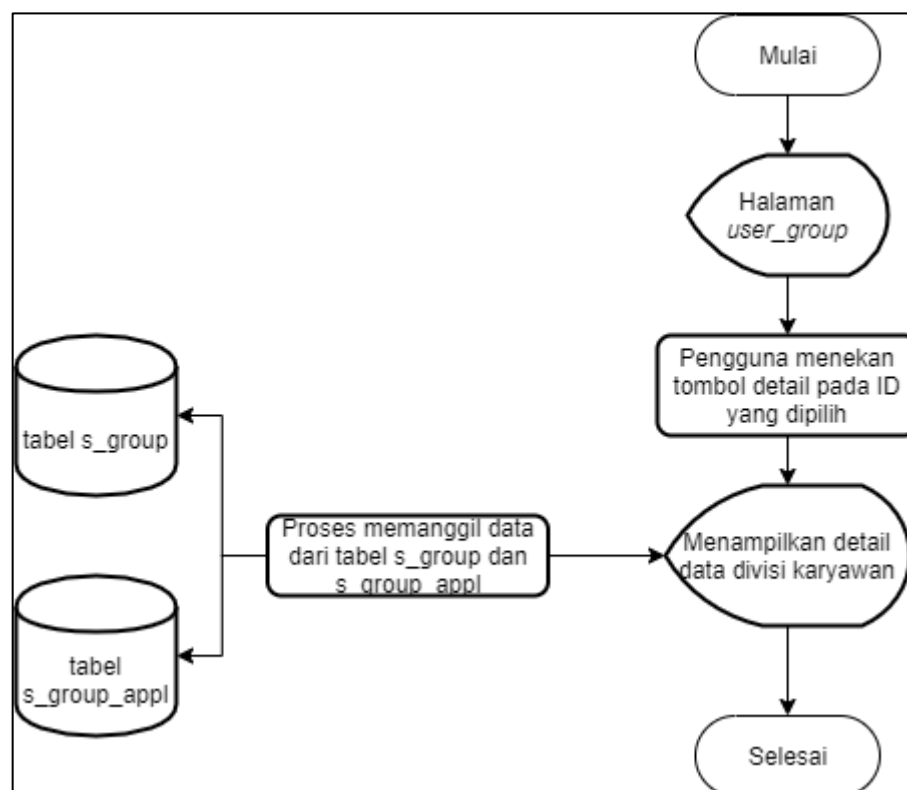 Mulai
Halaman
user_group
Pengguna menekan
tombol detail pada ID
yang dipilih
tabel s_group
Proses memanggil data
dari tabel s_group dan
s_group_appl
Menampilkan detail
data divisi karyawan
tabel
s_group_appl
Selesai